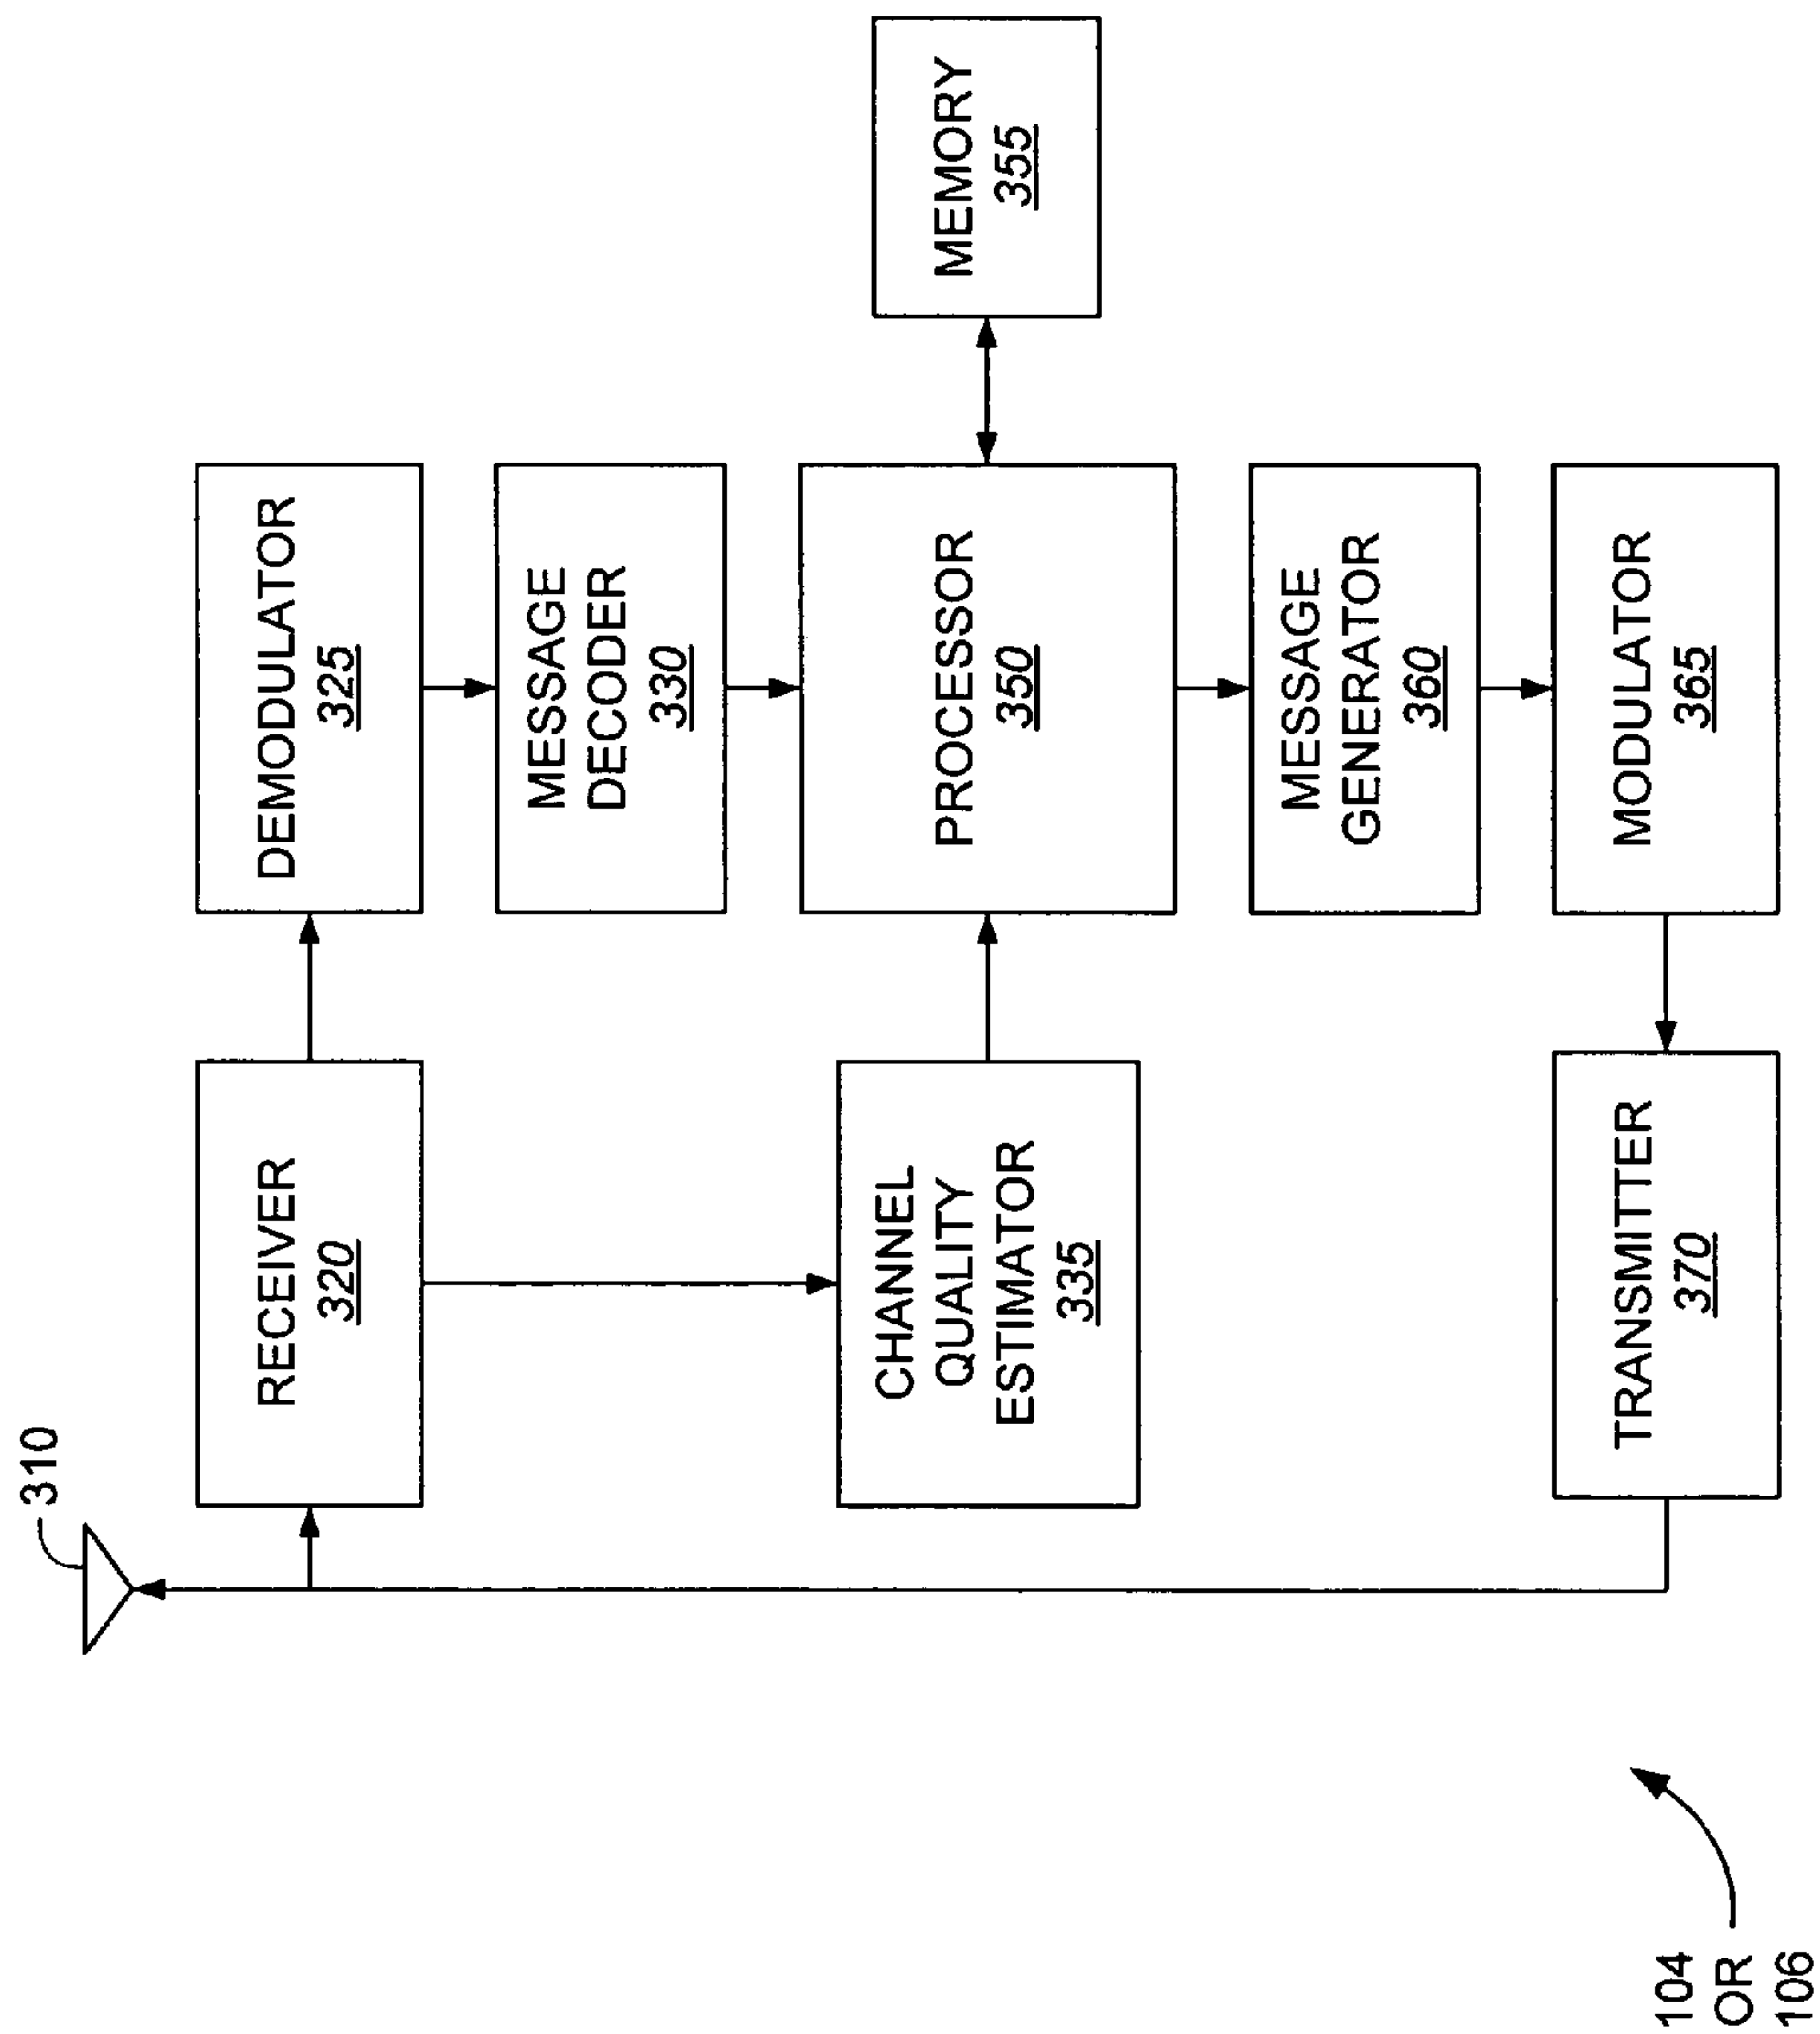 310
RECEIVER
320
DEMODULATOR
325
MESSAGE
DECODER
330
CHANNEL
QUALITY
ESTIMATOR
335
PROCESSOR
350
MEMORY
355
MESSAGE
GENERATOR
360
TRANSMITTER
370
MODULATOR
365
104
OR
106